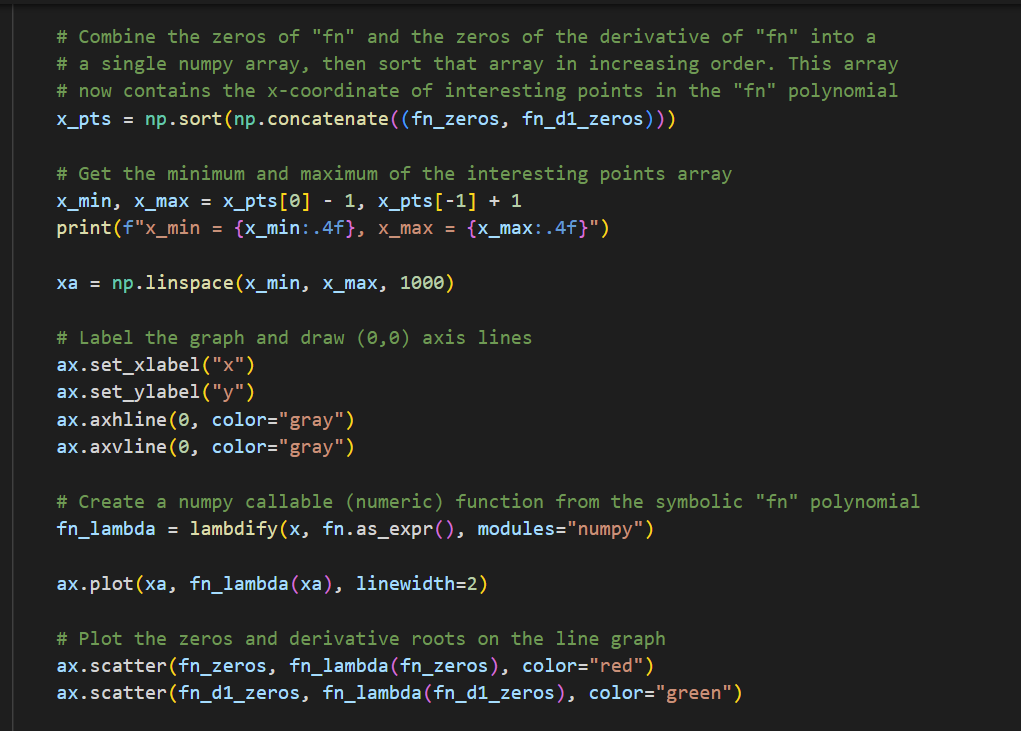 # Combine the zeros of "fn" and the zeros of the derivative of "fn" into a
# a single numpy array, then sort that array in increasing order. This array
# now contains the x-coordinate of interesting points in the "fn" polynomial
x_pts = np.sort(np.concatenate((fn_zeros, fn_d1_zeros)))
# Get the minimum and maximum of the interesting points array
x_min, x_max = x_pts[0] - 1, x_pts[-1] + 1
print(f"x_min = {x_min:.4f}, x_max = {x_max:.4f}")
xa = np.linspace(x_min, x_max, 1000)
# Label the graph and draw (0,0) axis lines
ax.set_xlabel("x")
ax.set_ylabel("y")
ax.axhline(0, color="gray")
ax.axvline(0, color="gray")
# Create a numpy callable (numeric) function from the symbolic "fn" polynomial
fn_lambda = lambdify(x, fn.as_expr(), modules="numpy")
ax.plot(xa, fn_lambda(xa), linewidth=2)
# Plot the zeros and derivative roots on the line graph
ax.scatter(fn_zeros, fn_lambda(fn_zeros), color="red")
ax.scatter(fn_d1_zeros, fn_lambda(fn_d1_zeros), color="green")